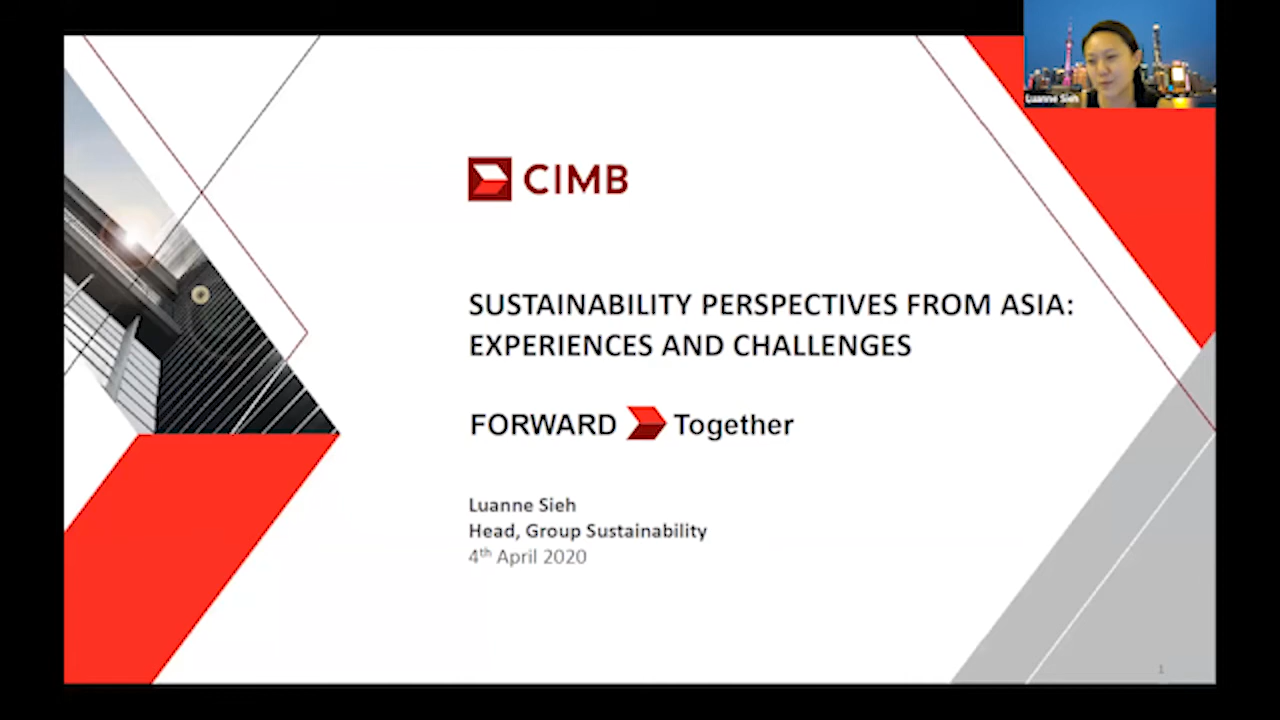 Luanne Sieh
CIMB
SUSTAINABILITY PERSPECTIVES FROM ASIA:
EXPERIENCES AND CHALLENGES
FORWARD Together
Luanne Sieh
Head, Group Sustainability
4th April 2020
1